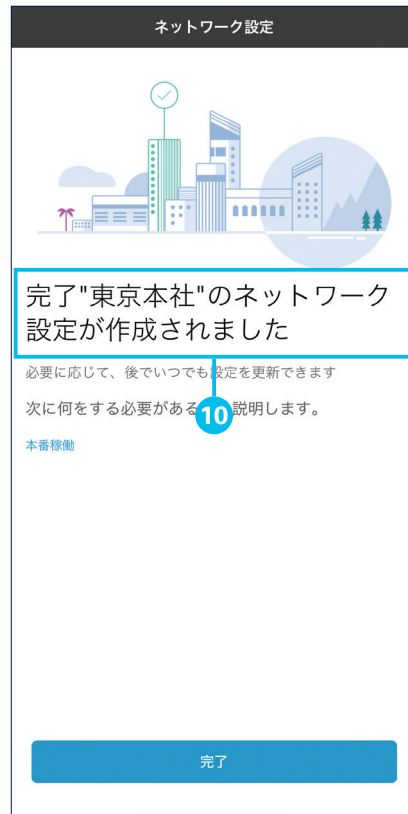 ネットワーク設定
完了"東京本社"のネットワーク
設定が作成されました
必要に応じて、後でいつでも設定を更新できます
次に何をする必要がある 説明します。
10
本番稼働
完了